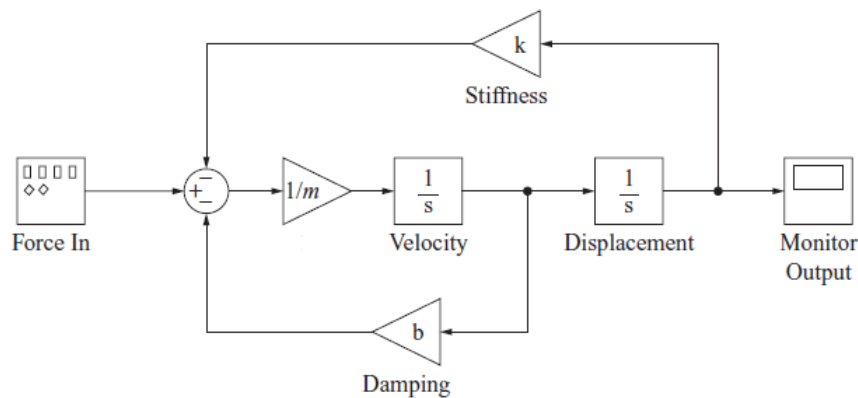 k
Stiffness
+
−
−
1/m
1
s
1
s
Force In
Velocity
Displacement
Monitor
Output
b
Damping